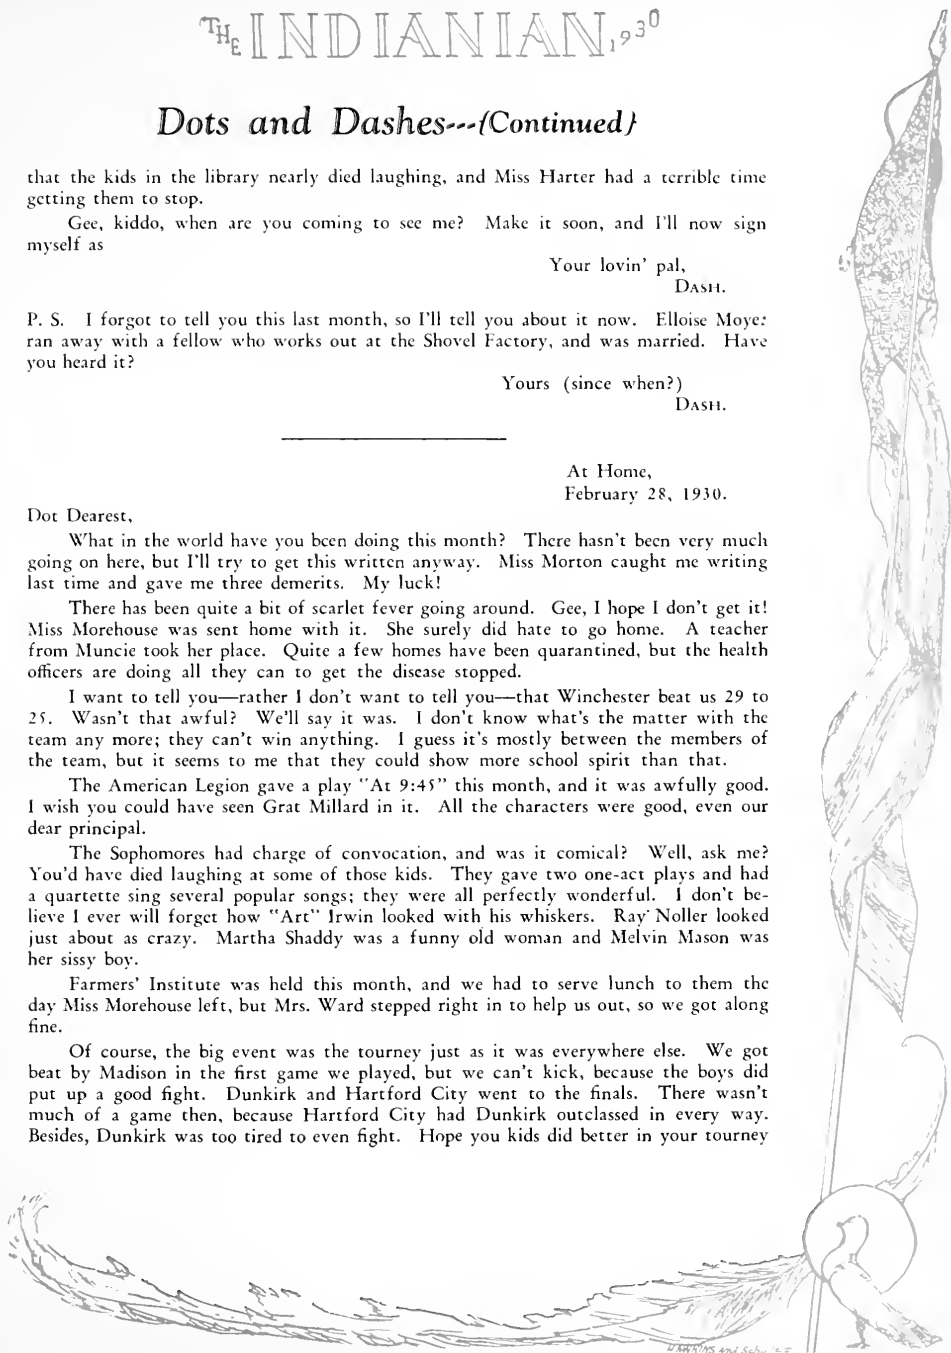 THE INDIANIAN 1930
Dots and Dashes---(Continued)
that the kids in the library nearly died laughing, and Miss Harter had a terrible time
getting them to stop.
Gee, kiddo, when are you coming to see me? Make it soon, and I'll now sign
myself as
Your lovin' pal,
DASH.
P. S. I forgot to tell you this last month, so I'll tell you about it now. Elloise Moyer
ran away with a fellow who works out at the Shovel Factory, and was married. Have
you heard it?
Yours (since when?)
DASH.
At Home,
February 28, 1930.
Dot Dearest,
What in the world have you been doing this month? There hasn't been very much
going on here, but I'll try to get this written anyway. Miss Morton caught me writing
last time and gave me three demerits. My luck!
There has been quite a bit of scarlet fever going around. Gee, I hope I don't get it!
Miss Morehouse was sent home with it. She surely did hate to go home. A teacher
from Muncie took her place. Quite a few homes have been quarantined, but the health
officers are doing all they can to get the disease stopped.
I want to tell you—rather I don't want to tell you—that Winchester beat us 29 to
25. Wasn't that awful? We'll say it was. I don't know what's the matter with the
team any more; they can't win anything. I guess it's mostly between the members of
the team, but it seems to me that they could show more school spirit than that.
The American Legion gave a play "At 9:45" this month, and it was awfully good.
I wish you could have seen Grat Millard in it. All the characters were good, even our
dear principal.
The Sophomores had charge of convocation, and was it comical? Well, ask me?
You'd have died laughing at some of those kids. They gave two one-act plays and had
a quartette sing several popular songs; they were all perfectly wonderful. I don't be-
lieve I ever will forget how "Art" Irwin looked with his whiskers. Ray Noller looked
just about as crazy. Martha Shaddy was a funny old woman and Melvin Mason was
her sissy boy.
Farmers' Institute was held this month, and we had to serve lunch to them the
day Miss Morehouse left, but Mrs. Ward stepped right in to help us out, so we got along
fine.
Of course, the big event was the tourney just as it was everywhere else. We got
beat by Madison in the first game we played, but we can't kick, because the boys did
put up a good fight. Dunkirk and Hartford City went to the finals. There wasn't
much of a game then, because Hartford City had Dunkirk outclassed in every way.
Besides, Dunkirk was too tired to even fight. Hope you kids did better in your tourney